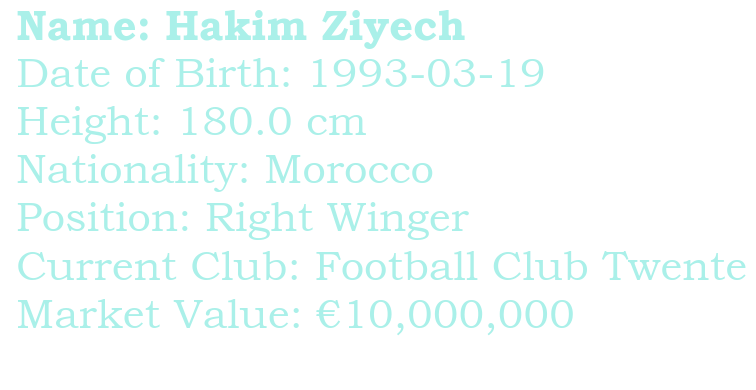 Name: Hakim Ziyech
Date of Birth: 1993-03-19
Height: 180.0 cm
Nationality: Morocco
Position: Right Winger
Current Club: Football Club Twente
Market Value: €10,000,000